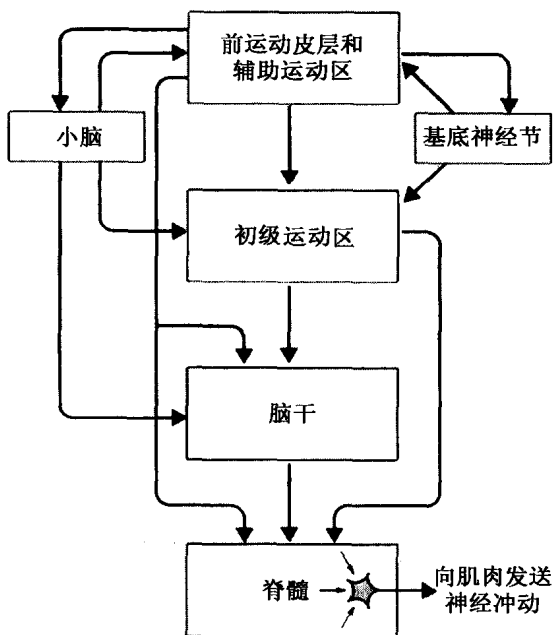 前运动皮层和
辅助运动区
小脑
基底神经节
初级运动区
脑干
脊髓
向肌肉发送
神经冲动